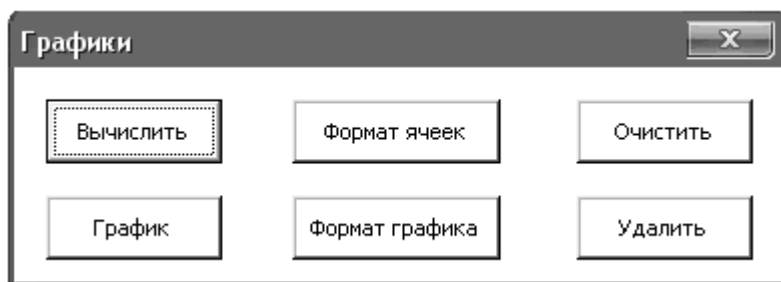 Графики
Вычислить Формат ячеек Очистить
График Формат графика Удалить